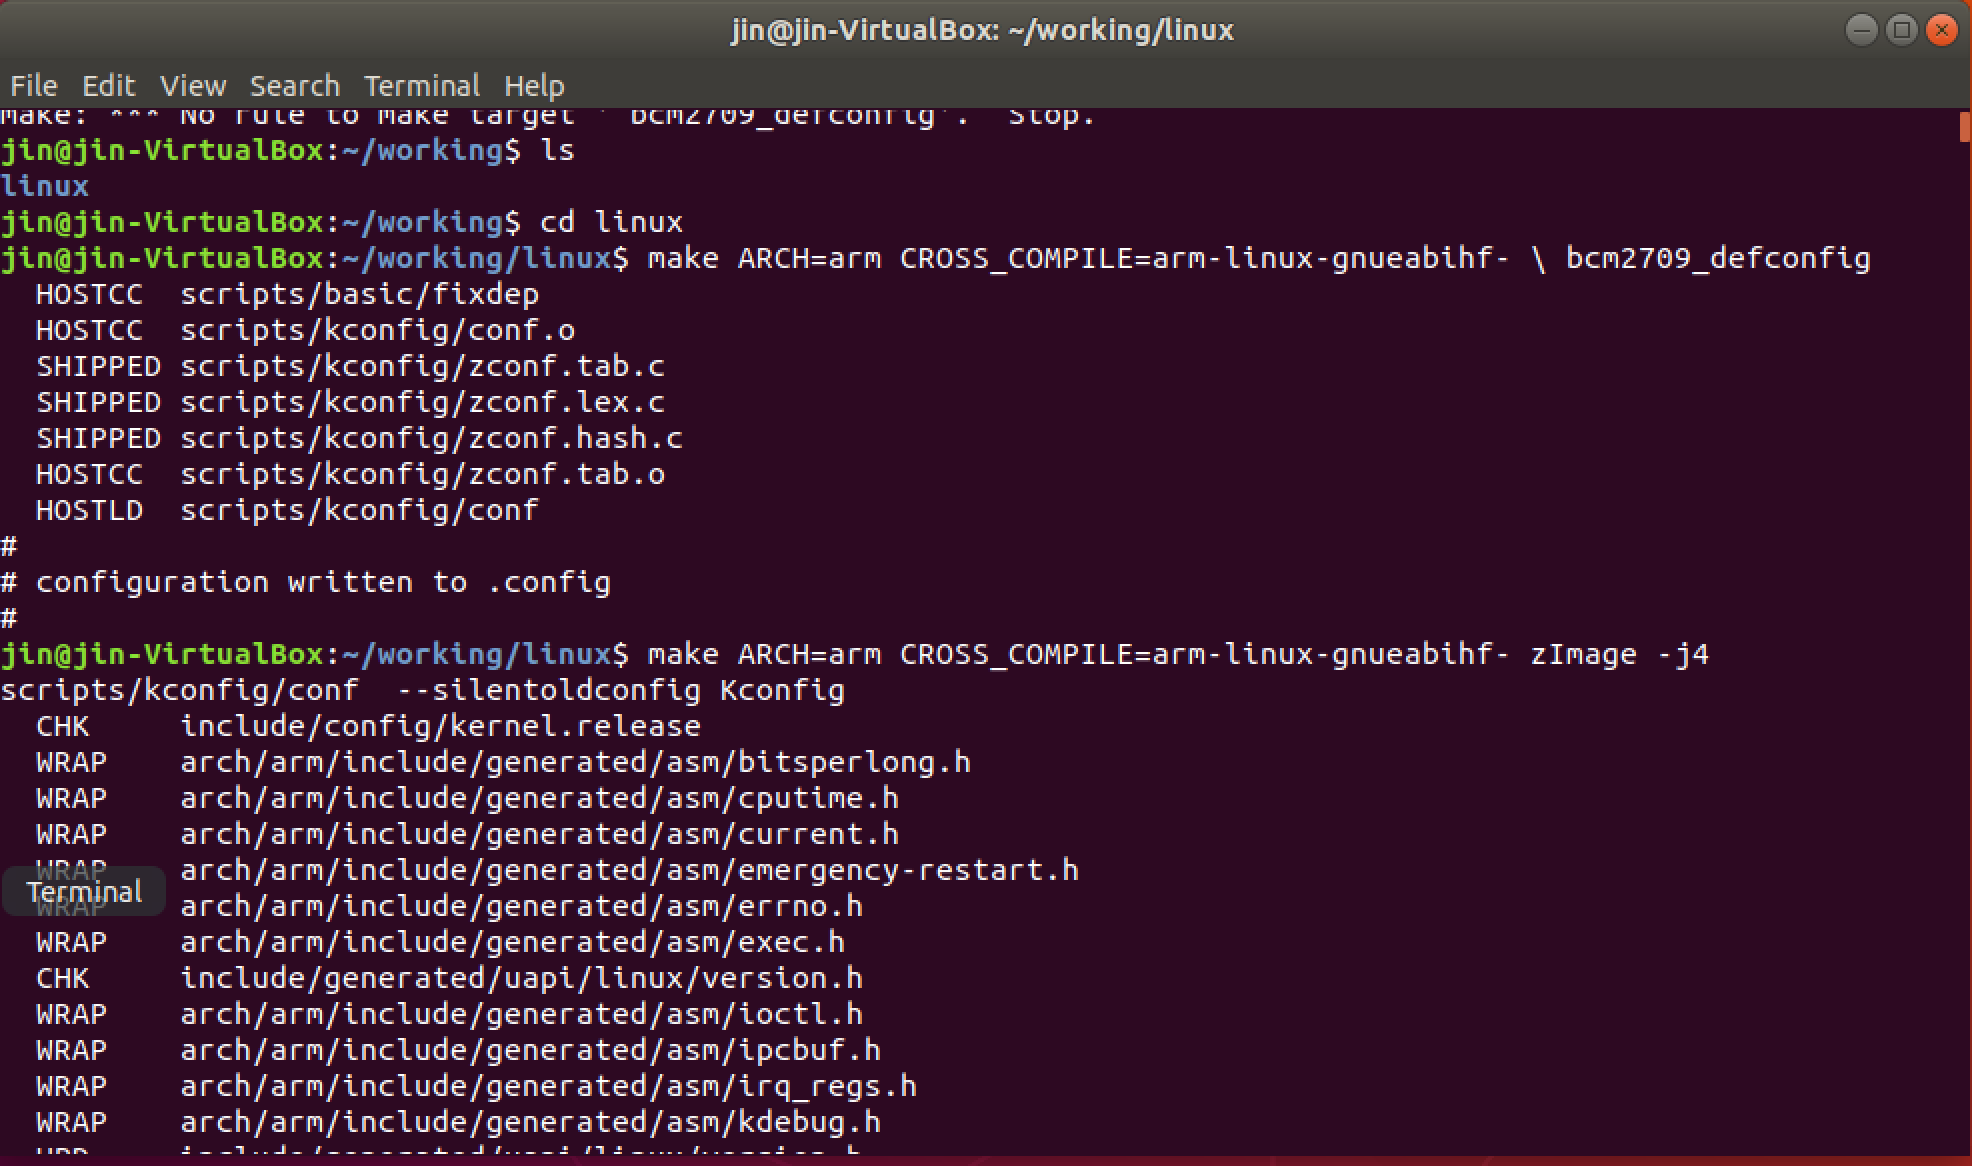 jin@jin-VirtualBox: ~/working/linux
File Edit View Search Terminal Help
make: *** No rule to make target ' bcm2709_defconfig'.  Stop.
jin@jin-VirtualBox:~/working$ ls
linux
jin@jin-VirtualBox:~/working$ cd linux
jin@jin-VirtualBox:~/working/linux$ make ARCH=arm CROSS_COMPILE=arm-linux-gnueabihf- \ bcm2709_defconfig
  HOSTCC  scripts/basic/fixdep
  HOSTCC  scripts/kconfig/conf.o
  SHIPPED scripts/kconfig/zconf.tab.c
  SHIPPED scripts/kconfig/zconf.lex.c
  SHIPPED scripts/kconfig/zconf.hash.c
  HOSTCC  scripts/kconfig/zconf.tab.o
  HOSTLD  scripts/kconfig/conf
#
# configuration written to .config
#
jin@jin-VirtualBox:~/working/linux$ make ARCH=arm CROSS_COMPILE=arm-linux-gnueabihf- zImage -j4
scripts/kconfig/conf  --silentoldconfig Kconfig
  CHK     include/config/kernel.release
  WRAP    arch/arm/include/generated/asm/bitsperlong.h
  WRAP    arch/arm/include/generated/asm/cputime.h
  WRAP    arch/arm/include/generated/asm/current.h
  WRAP    arch/arm/include/generated/asm/emergency-restart.h
Terminal
  WRAP    arch/arm/include/generated/asm/errno.h
  WRAP    arch/arm/include/generated/asm/exec.h
  CHK     include/generated/uapi/linux/version.h
  WRAP    arch/arm/include/generated/asm/ioctl.h
  WRAP    arch/arm/include/generated/asm/ipcbuf.h
  WRAP    arch/arm/include/generated/asm/irq_regs.h
  WRAP    arch/arm/include/generated/asm/kdebug.h
  UPD     include/generated/uapi/linux/version.h